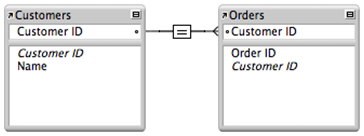 Customers
Customer ID
Customer ID
Name
Orders
Customer ID
Order ID
Customer ID